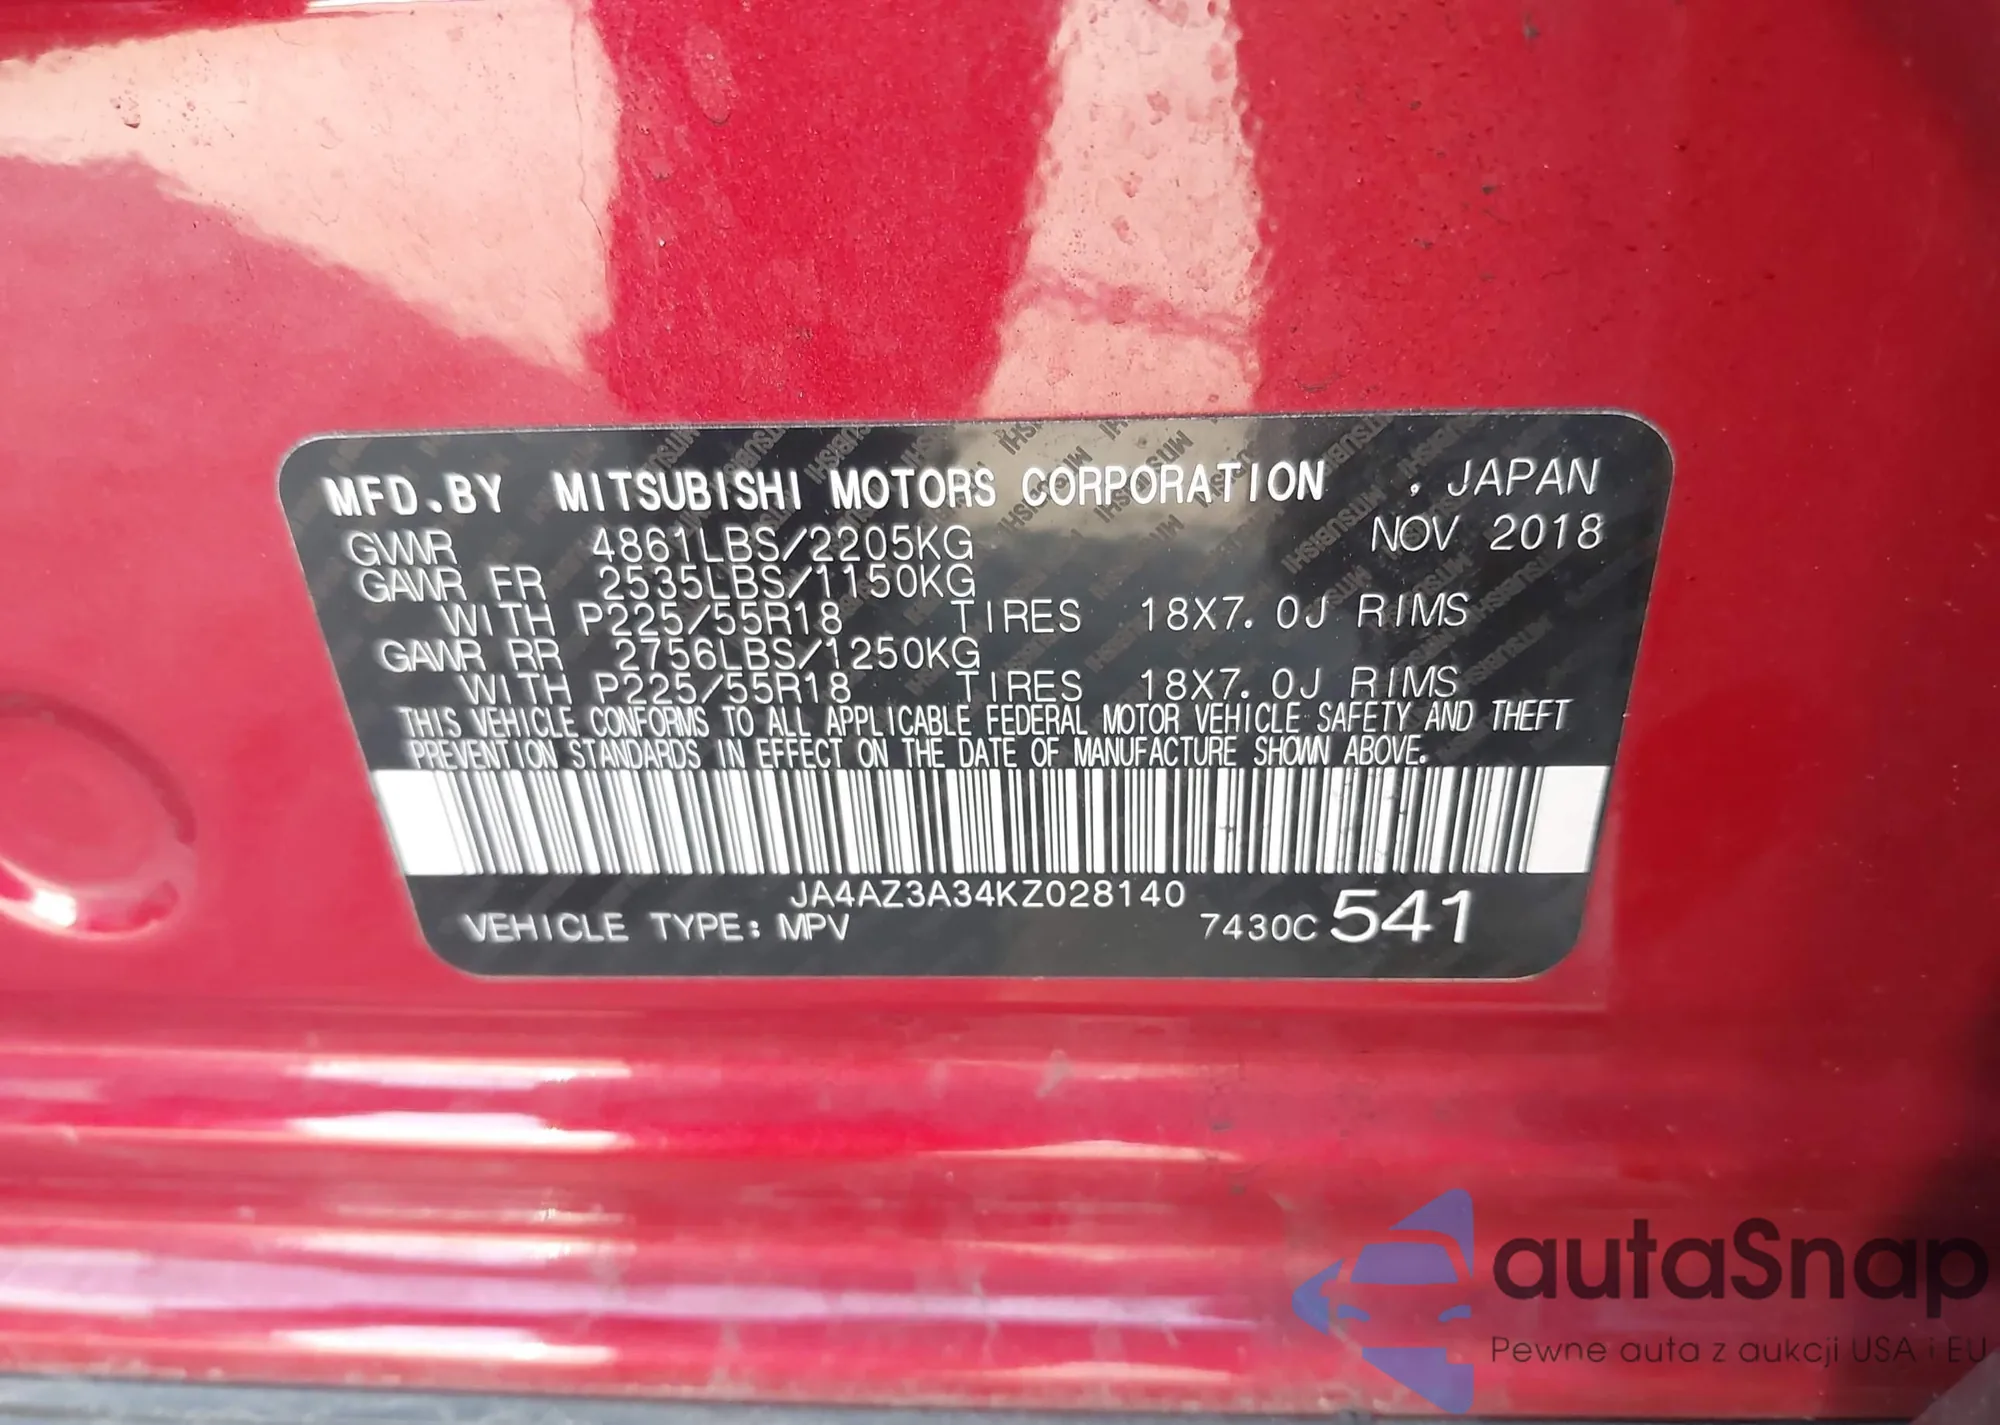 MFD.BY MITSUBISHI MOTORS CORPORATION , JAPAN
GVWR 4861LBS/2205KG NOV 2018
GAWR FR 2535LBS/1150KG
WITH P225/55R18 TIRES 18X7.0J RIMS
GAWR RR 2756LBS/1250KG
WITH P225/55R18 TIRES 18X7.0J RIMS
THIS VEHICLE CONFORMS TO ALL APPLICABLE FEDERAL MOTOR VEHICLE SAFETY AND THEFT
PREVENTION STANDARDS IN EFFECT ON THE DATE OF MANUFACTURE SHOWN ABOVE.
JA4AZ3A34KZ028140
VEHICLE TYPE: MPV 7430C 541
autaSnap
Pewne auta z aukcji USA i EU